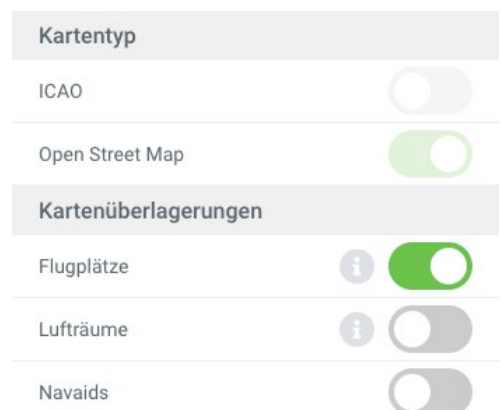 Kartentyp
ICAO
Open Street Map
Kartenüberlagerungen
Flugplätze
Lufträume
Navaids